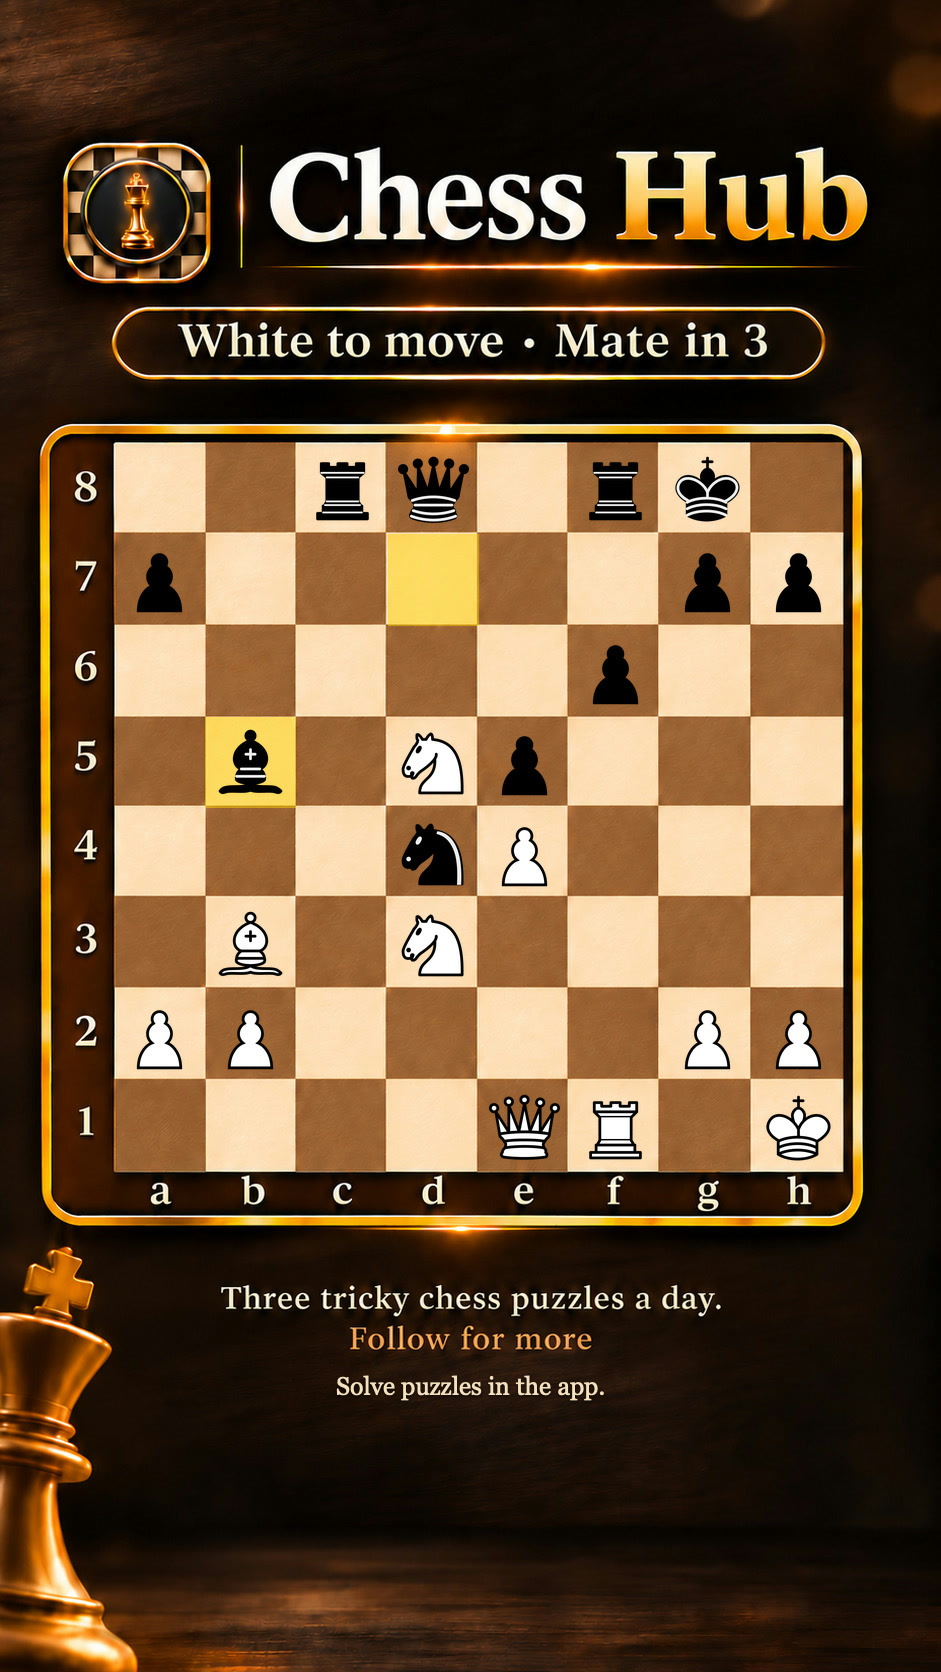 Chess Hub
White to move • Mate in 3
8
7
6
5
4
3
2
1
a b c d e f g h
Three tricky chess puzzles a day.
Follow for more
Solve puzzles in the app.